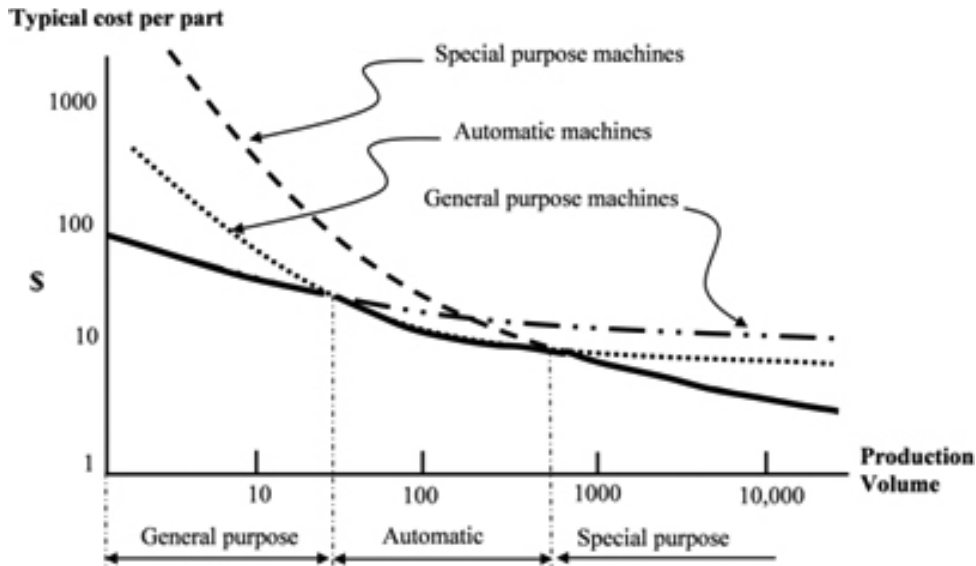 Typical cost per part
Special purpose machines
1000
Automatic machines
General purpose machines
100
$
10
1
Production
Volume
10
100
1000
10,000
General purpose
Automatic
Special purpose